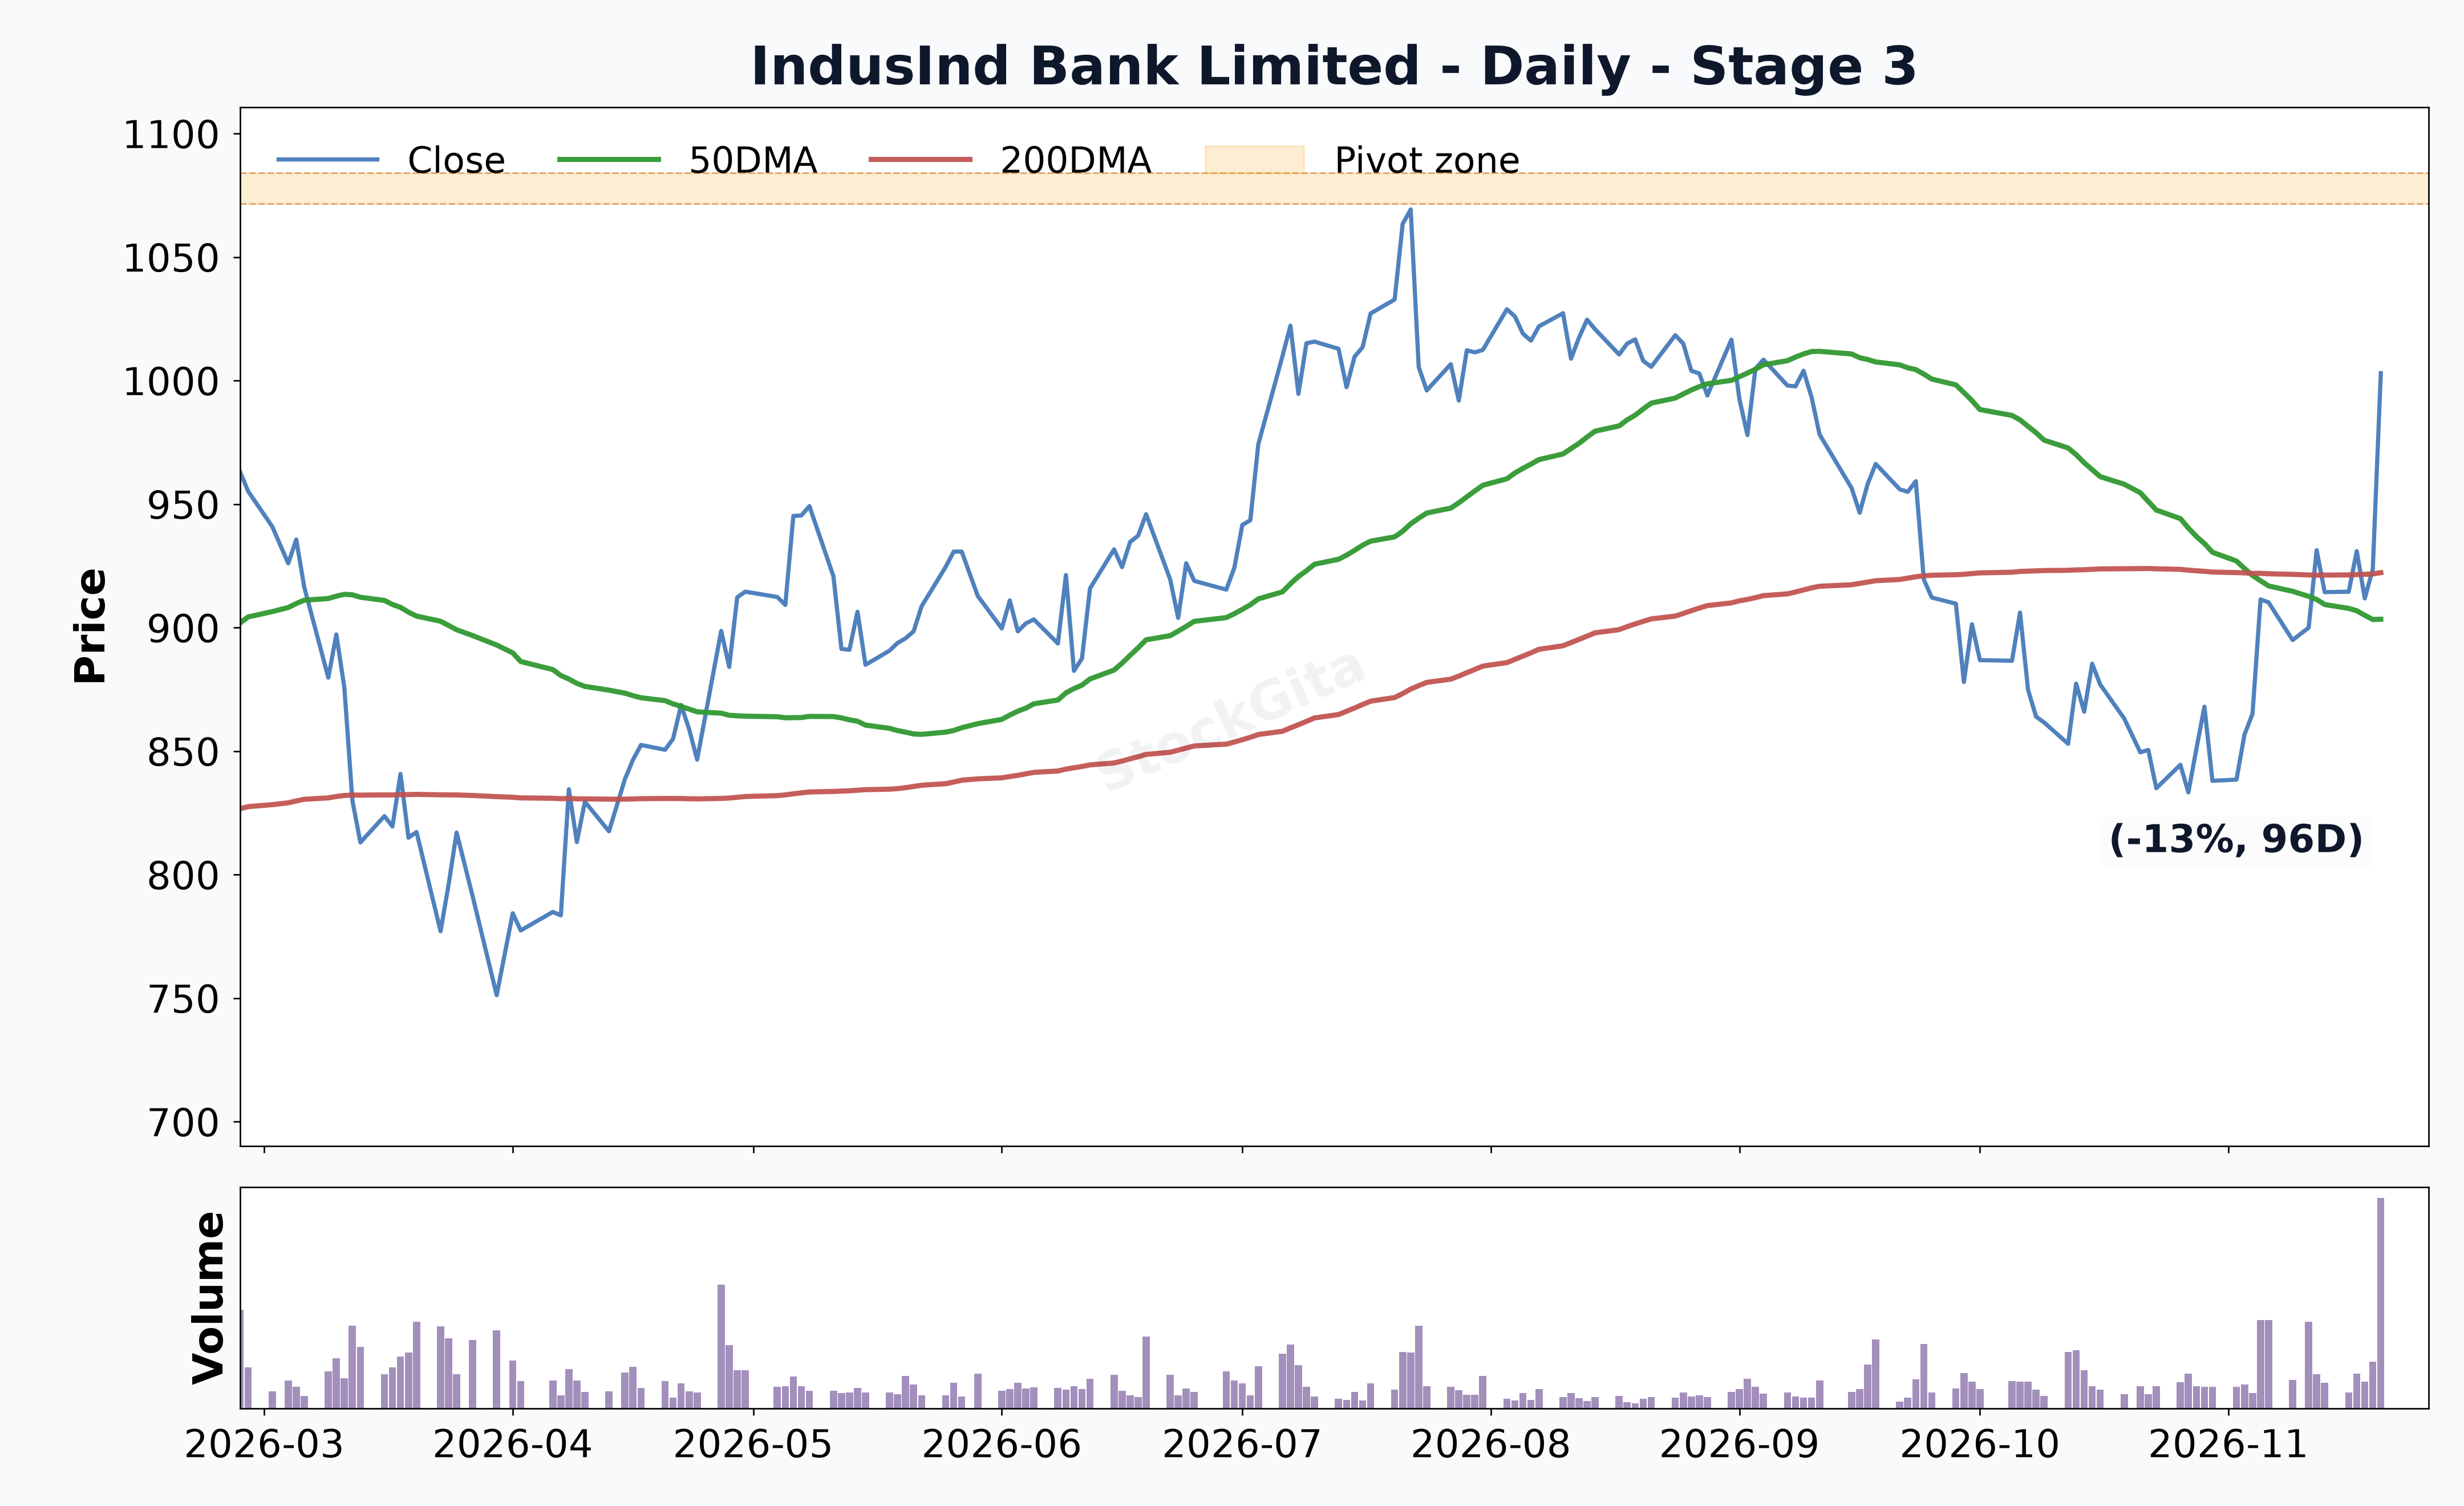 IndusInd Bank Limited - Daily - Stage 3
Close 50DMA 200DMA Pivot zone
1100
1050
1000
950
900
850
800
750
700
Price
StockGita
(-13%, 96D)
Volume
2026-03 2026-04 2026-05 2026-06 2026-07 2026-08 2026-09 2026-10 2026-11